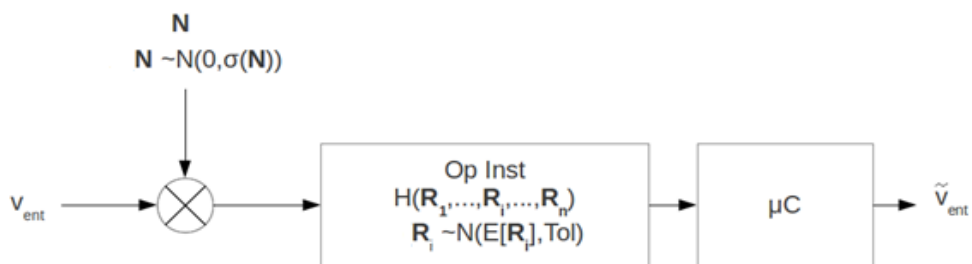 N
N ~N(0,σ(N))
v_ent
Op Inst
H(R_1,...,R_i,...,R_n)
R_i ~N(E[R_i],Tol)
μC
ṽ_ent